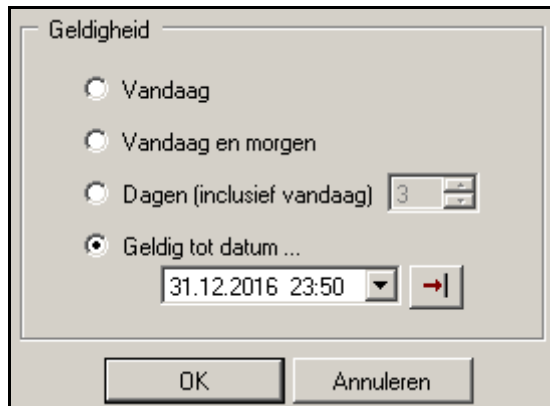 Geldigheid
Vandaag
Vandaag en morgen
Dagen (inclusief vandaag) 3
Geldig tot datum ...
31.12.2016 23:50
OK Annuleren